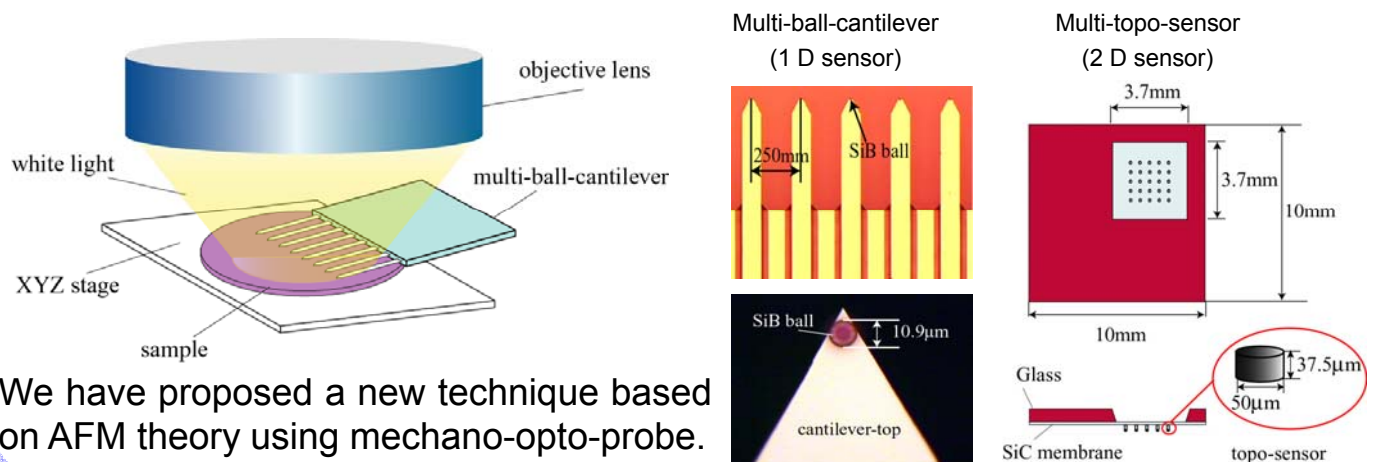 objective lens
white light
multi-ball-cantilever
XYZ stage
sample
We have proposed a new technique based
on AFM theory using mechano-opto-probe.
Multi-ball-cantilever
(1 D sensor)
250mm
SiB ball
SiB ball
10.9μm
cantilever-top
Multi-topo-sensor
(2 D sensor)
3.7mm
3.7mm
10mm
10mm
Glass
37.5μm
50μm
SiC membrane
topo-sensor